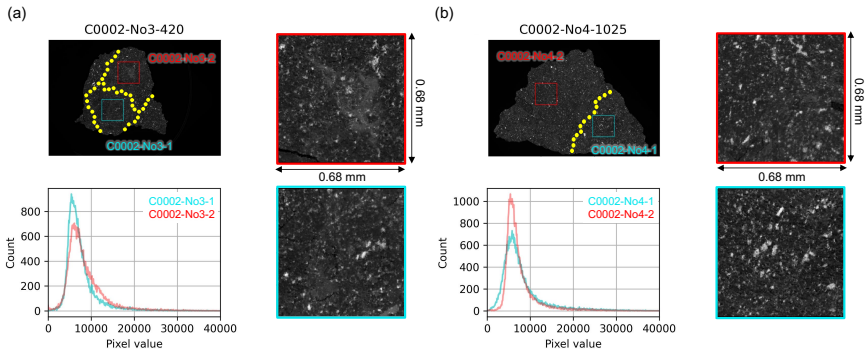 (a)
C0002-No3-420
C0002-No3-2
C0002-No3-1
0.68 mm
0.68 mm
C0002-No3-1
C0002-No3-2
800
600
400
200
0
Count
0 10000 20000 30000 40000
Pixel value
(b)
C0002-No4-1025
C0002-No4-2
C0002-No4-1
0.68 mm
0.68 mm
C0002-No4-1
C0002-No4-2
1000
800
600
400
200
0
Count
0 10000 20000 30000 40000
Pixel value